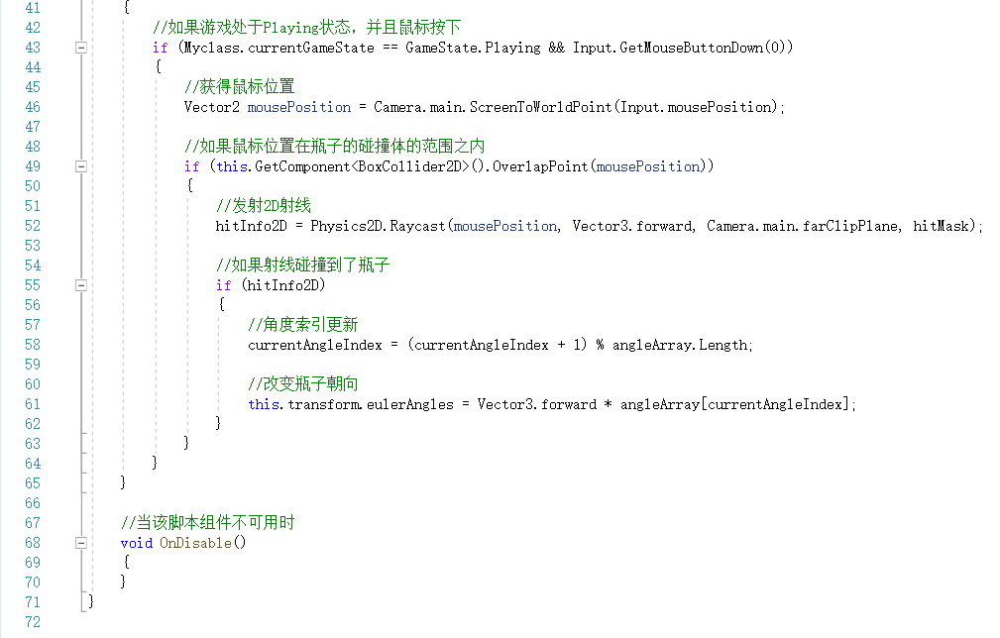 41 {
42 //如果游戏处于Playing状态，并且鼠标按下
43 if (Myclass.currentGameState == GameState.Playing && Input.GetMouseButtonDown(0))
44 {
45 //获得鼠标位置
46 Vector2 mousePosition = Camera.main.ScreenToWorldPoint(Input.mousePosition);
47
48 //如果鼠标位置在瓶子的碰撞体的范围之内
49 if (this.GetComponent<BoxCollider2D>().OverlapPoint(mousePosition))
50 {
51 //发射2D射线
52 hitInfo2D = Physics2D.Raycast(mousePosition, Vector3.forward, Camera.main.farClipPlane, hitMask);
53
54 //如果射线碰撞到了瓶子
55 if (hitInfo2D)
56 {
57 //角度索引更新
58 currentAngleIndex = (currentAngleIndex + 1) % angleArray.Length;
59
60 //改变瓶子朝向
61 this.transform.eulerAngles = Vector3.forward * angleArray[currentAngleIndex];
62 }
63 }
64 }
65 }
66
67 //当该脚本组件不可用时
68 void OnDisable()
69 {
70 }
71 }
72